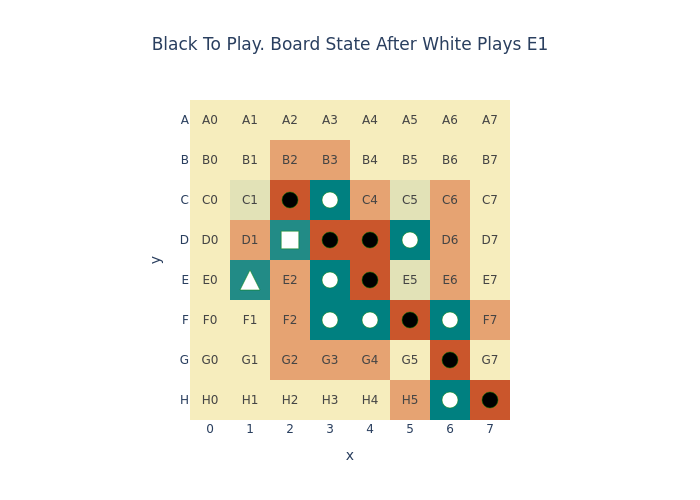 Black To Play. Board State After White Plays E1
A A0 A1 A2 A3 A4 A5 A6 A7
B B0 B1 B2 B3 B4 B5 B6 B7
C C0 C1 C4 C5 C6 C7
D D0 D1 D6 D7
y
E E0 E2 E5 E6 E7
F F0 F1 F2 F7
G G0 G1 G2 G3 G4 G5 G7
H H0 H1 H2 H3 H4 H5
0 1 2 3 4 5 6 7
x